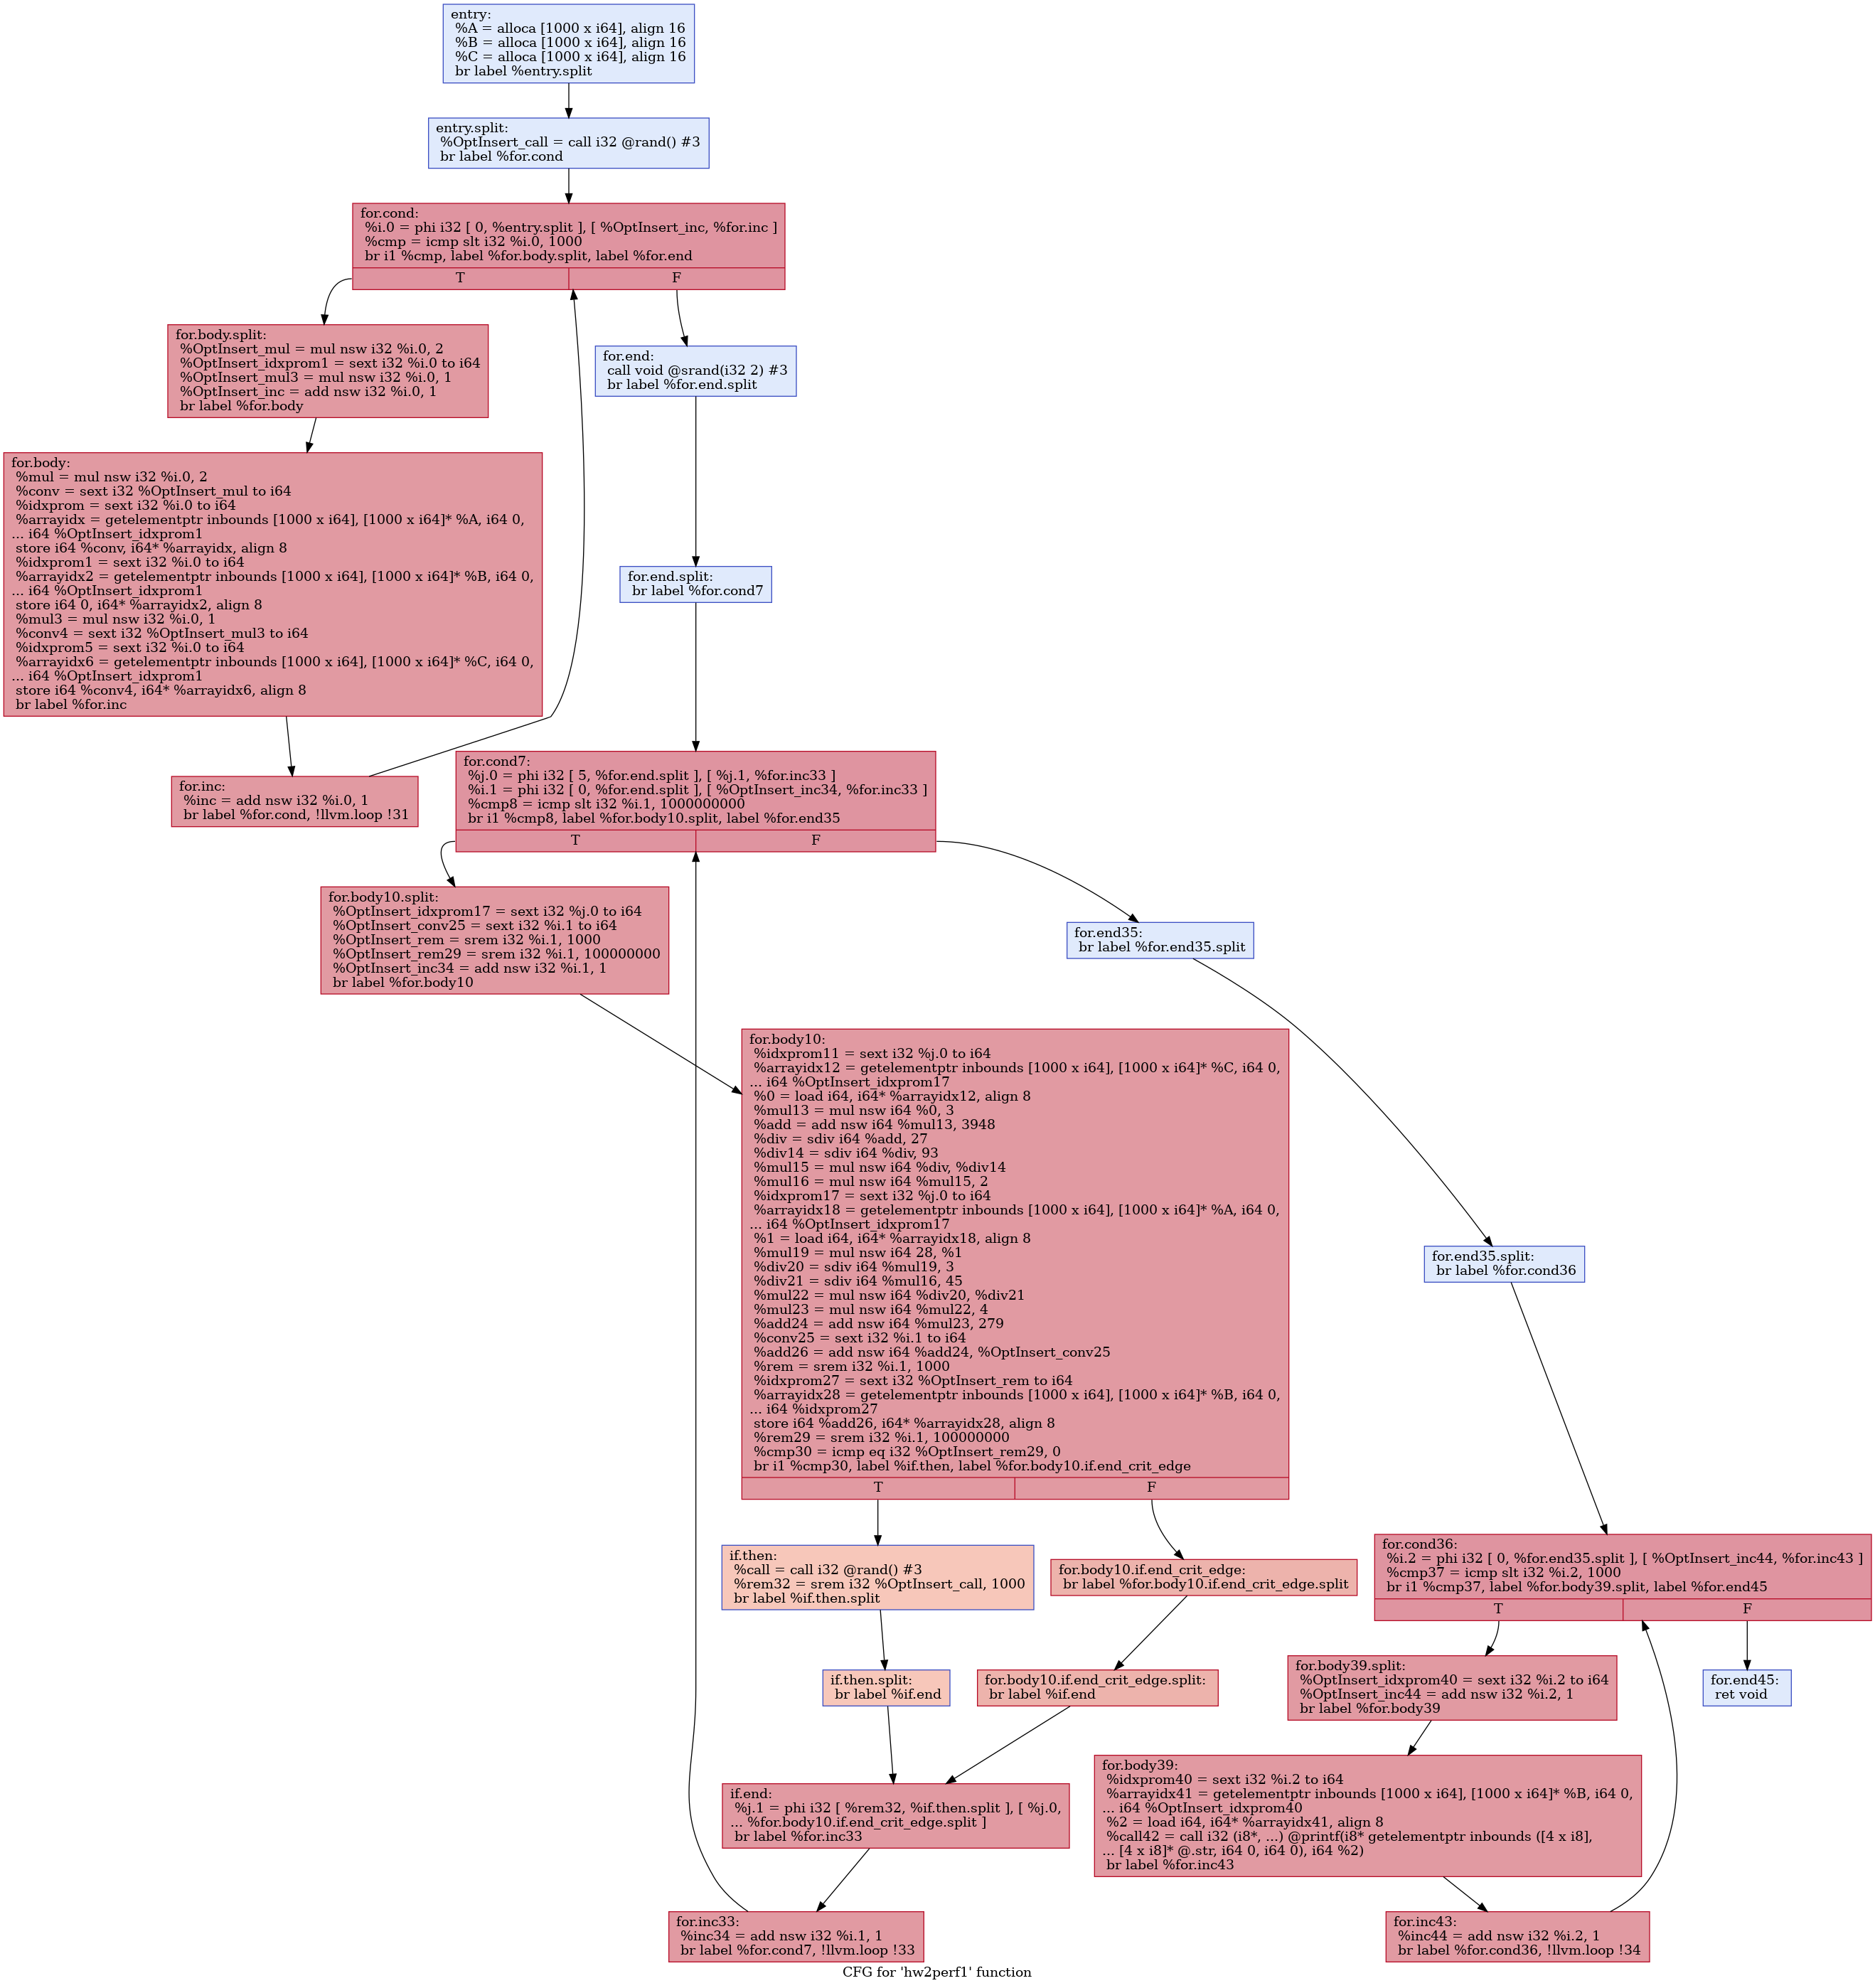 entry:
%A = alloca [1000 x i64], align 16
%B = alloca [1000 x i64], align 16
%C = alloca [1000 x i64], align 16
br label %entry.split
entry.split:
%OptInsert_call = call i32 @rand() #3
br label %for.cond
for.cond:
%i.0 = phi i32 [ 0, %entry.split ], [ %OptInsert_inc, %for.inc ]
%cmp = icmp slt i32 %i.0, 1000
br i1 %cmp, label %for.body.split, label %for.end
T
F
for.body.split:
%OptInsert_mul = mul nsw i32 %i.0, 2
%OptInsert_idxprom1 = sext i32 %i.0 to i64
%OptInsert_mul3 = mul nsw i32 %i.0, 1
%OptInsert_inc = add nsw i32 %i.0, 1
br label %for.body
for.end:
call void @srand(i32 2) #3
br label %for.end.split
for.body:
%mul = mul nsw i32 %i.0, 2
%conv = sext i32 %OptInsert_mul to i64
%idxprom = sext i32 %i.0 to i64
%arrayidx = getelementptr inbounds [1000 x i64], [1000 x i64]* %A, i64 0,
... i64 %OptInsert_idxprom1
store i64 %conv, i64* %arrayidx, align 8
%idxprom1 = sext i32 %i.0 to i64
%arrayidx2 = getelementptr inbounds [1000 x i64], [1000 x i64]* %B, i64 0,
... i64 %OptInsert_idxprom1
store i64 0, i64* %arrayidx2, align 8
%mul3 = mul nsw i32 %i.0, 1
%conv4 = sext i32 %OptInsert_mul3 to i64
%idxprom5 = sext i32 %i.0 to i64
%arrayidx6 = getelementptr inbounds [1000 x i64], [1000 x i64]* %C, i64 0,
... i64 %OptInsert_idxprom1
store i64 %conv4, i64* %arrayidx6, align 8
br label %for.inc
for.end.split:
br label %for.cond7
for.inc:
%inc = add nsw i32 %i.0, 1
br label %for.cond, !llvm.loop !31
for.cond7:
%j.0 = phi i32 [ 5, %for.end.split ], [ %j.1, %for.inc33 ]
%i.1 = phi i32 [ 0, %for.end.split ], [ %OptInsert_inc34, %for.inc33 ]
%cmp8 = icmp slt i32 %i.1, 1000000000
br i1 %cmp8, label %for.body10.split, label %for.end35
T
F
for.body10.split:
%OptInsert_idxprom17 = sext i32 %j.0 to i64
%OptInsert_conv25 = sext i32 %i.1 to i64
%OptInsert_rem = srem i32 %i.1, 1000
%OptInsert_rem29 = srem i32 %i.1, 100000000
%OptInsert_inc34 = add nsw i32 %i.1, 1
br label %for.body10
for.end35:
br label %for.end35.split
for.body10:
%idxprom11 = sext i32 %j.0 to i64
%arrayidx12 = getelementptr inbounds [1000 x i64], [1000 x i64]* %C, i64 0,
... i64 %OptInsert_idxprom17
%0 = load i64, i64* %arrayidx12, align 8
%mul13 = mul nsw i64 %0, 3
%add = add nsw i64 %mul13, 3948
%div = sdiv i64 %add, 27
%div14 = sdiv i64 %div, 93
%mul15 = mul nsw i64 %div, %div14
%mul16 = mul nsw i64 %mul15, 2
%idxprom17 = sext i32 %j.0 to i64
%arrayidx18 = getelementptr inbounds [1000 x i64], [1000 x i64]* %A, i64 0,
... i64 %OptInsert_idxprom17
%1 = load i64, i64* %arrayidx18, align 8
%mul19 = mul nsw i64 28, %1
%div20 = sdiv i64 %mul19, 3
%div21 = sdiv i64 %mul16, 45
%mul22 = mul nsw i64 %div20, %div21
%mul23 = mul nsw i64 %mul22, 4
%add24 = add nsw i64 %mul23, 279
%conv25 = sext i32 %i.1 to i64
%add26 = add nsw i64 %add24, %OptInsert_conv25
%rem = srem i32 %i.1, 1000
%idxprom27 = sext i32 %OptInsert_rem to i64
%arrayidx28 = getelementptr inbounds [1000 x i64], [1000 x i64]* %B, i64 0,
... i64 %idxprom27
store i64 %add26, i64* %arrayidx28, align 8
%rem29 = srem i32 %i.1, 100000000
%cmp30 = icmp eq i32 %OptInsert_rem29, 0
br i1 %cmp30, label %if.then, label %for.body10.if.end_crit_edge
T
F
for.end35.split:
br label %for.cond36
if.then:
%call = call i32 @rand() #3
%rem32 = srem i32 %OptInsert_call, 1000
br label %if.then.split
for.body10.if.end_crit_edge:
br label %for.body10.if.end_crit_edge.split
for.cond36:
%i.2 = phi i32 [ 0, %for.end35.split ], [ %OptInsert_inc44, %for.inc43 ]
%cmp37 = icmp slt i32 %i.2, 1000
br i1 %cmp37, label %for.body39.split, label %for.end45
T
F
if.then.split:
br label %if.end
for.body10.if.end_crit_edge.split:
br label %if.end
for.body39.split:
%OptInsert_idxprom40 = sext i32 %i.2 to i64
%OptInsert_inc44 = add nsw i32 %i.2, 1
br label %for.body39
for.end45:
ret void
if.end:
%j.1 = phi i32 [ %rem32, %if.then.split ], [ %j.0,
... %for.body10.if.end_crit_edge.split ]
br label %for.inc33
for.body39:
%idxprom40 = sext i32 %i.2 to i64
%arrayidx41 = getelementptr inbounds [1000 x i64], [1000 x i64]* %B, i64 0,
... i64 %OptInsert_idxprom40
%2 = load i64, i64* %arrayidx41, align 8
%call42 = call i32 (i8*, ...) @printf(i8* getelementptr inbounds ([4 x i8],
... [4 x i8]* @.str, i64 0, i64 0), i64 %2)
br label %for.inc43
for.inc33:
%inc34 = add nsw i32 %i.1, 1
br label %for.cond7, !llvm.loop !33
for.inc43:
%inc44 = add nsw i32 %i.2, 1
br label %for.cond36, !llvm.loop !34
CFG for 'hw2perf1' function